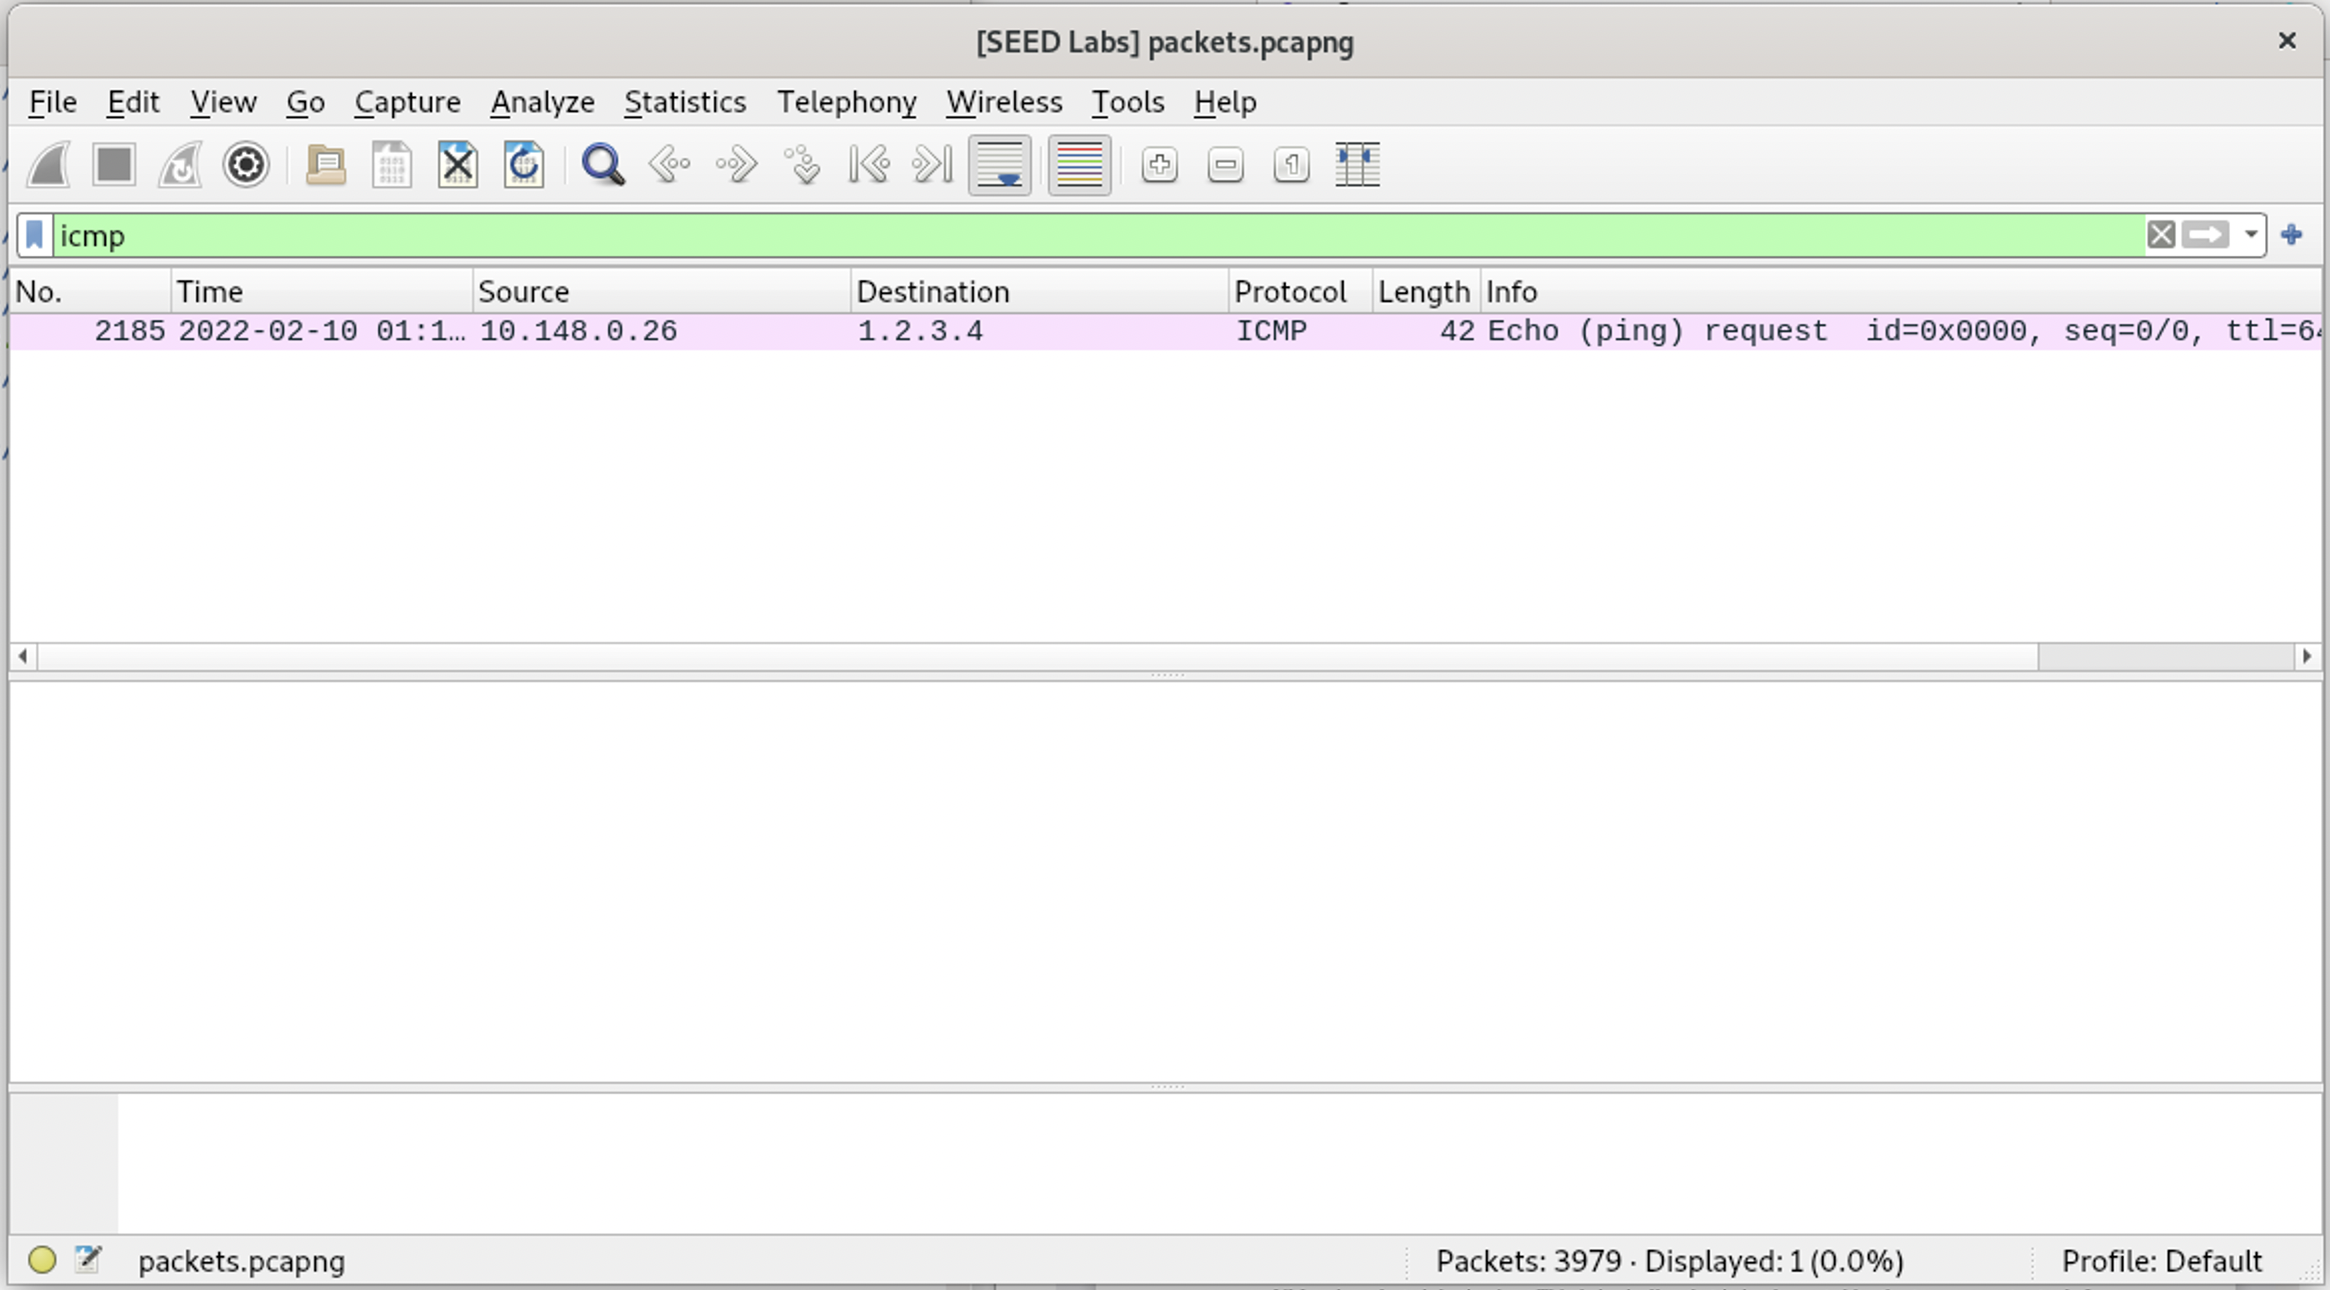 [SEED Labs] packets.pcapng
File Edit View Go Capture Analyze Statistics Telephony Wireless Tools Help
icmp
No. Time Source Destination Protocol Length Info
2185 2022-02-10 01:1… 10.148.0.26 1.2.3.4 ICMP 42 Echo (ping) request id=0x0000, seq=0/0, ttl=64
packets.pcapng Packets: 3979 · Displayed: 1 (0.0%) Profile: Default